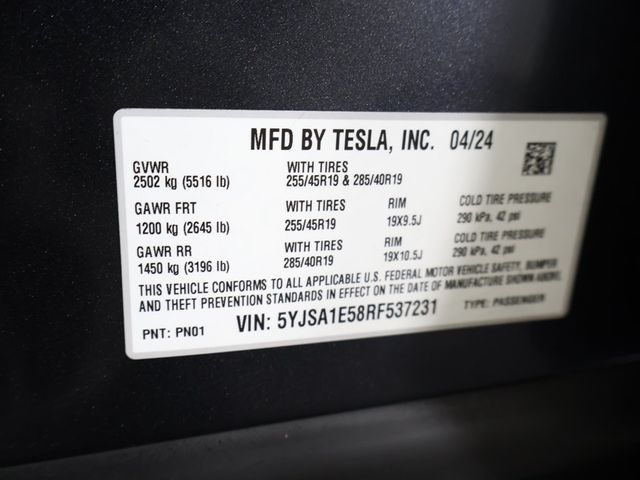 MFD BY TESLA, INC. 04/24
GVWR WITH TIRES
2502 kg (5516 lb) 255/45R19 & 285/40R19
GAWR FRT WITH TIRES RIM COLD TIRE PRESSURE
1200 kg (2645 lb) 255/45R19 19X9.5J 290 kPa, 42 psi
GAWR RR WITH TIRES RIM COLD TIRE PRESSURE
1450 kg (3196 lb) 285/40R19 19X10.5J 290 kPa, 42 psi
THIS VEHICLE CONFORMS TO ALL APPLICABLE U.S. FEDERAL MOTOR VEHICLE SAFETY, BUMPER
AND THEFT PREVENTION STANDARDS IN EFFECT ON THE DATE OF MANUFACTURE SHOWN ABOVE.
PNT: PN01 VIN: 5YJSA1E58RF537231 TYPE: PASSENGER